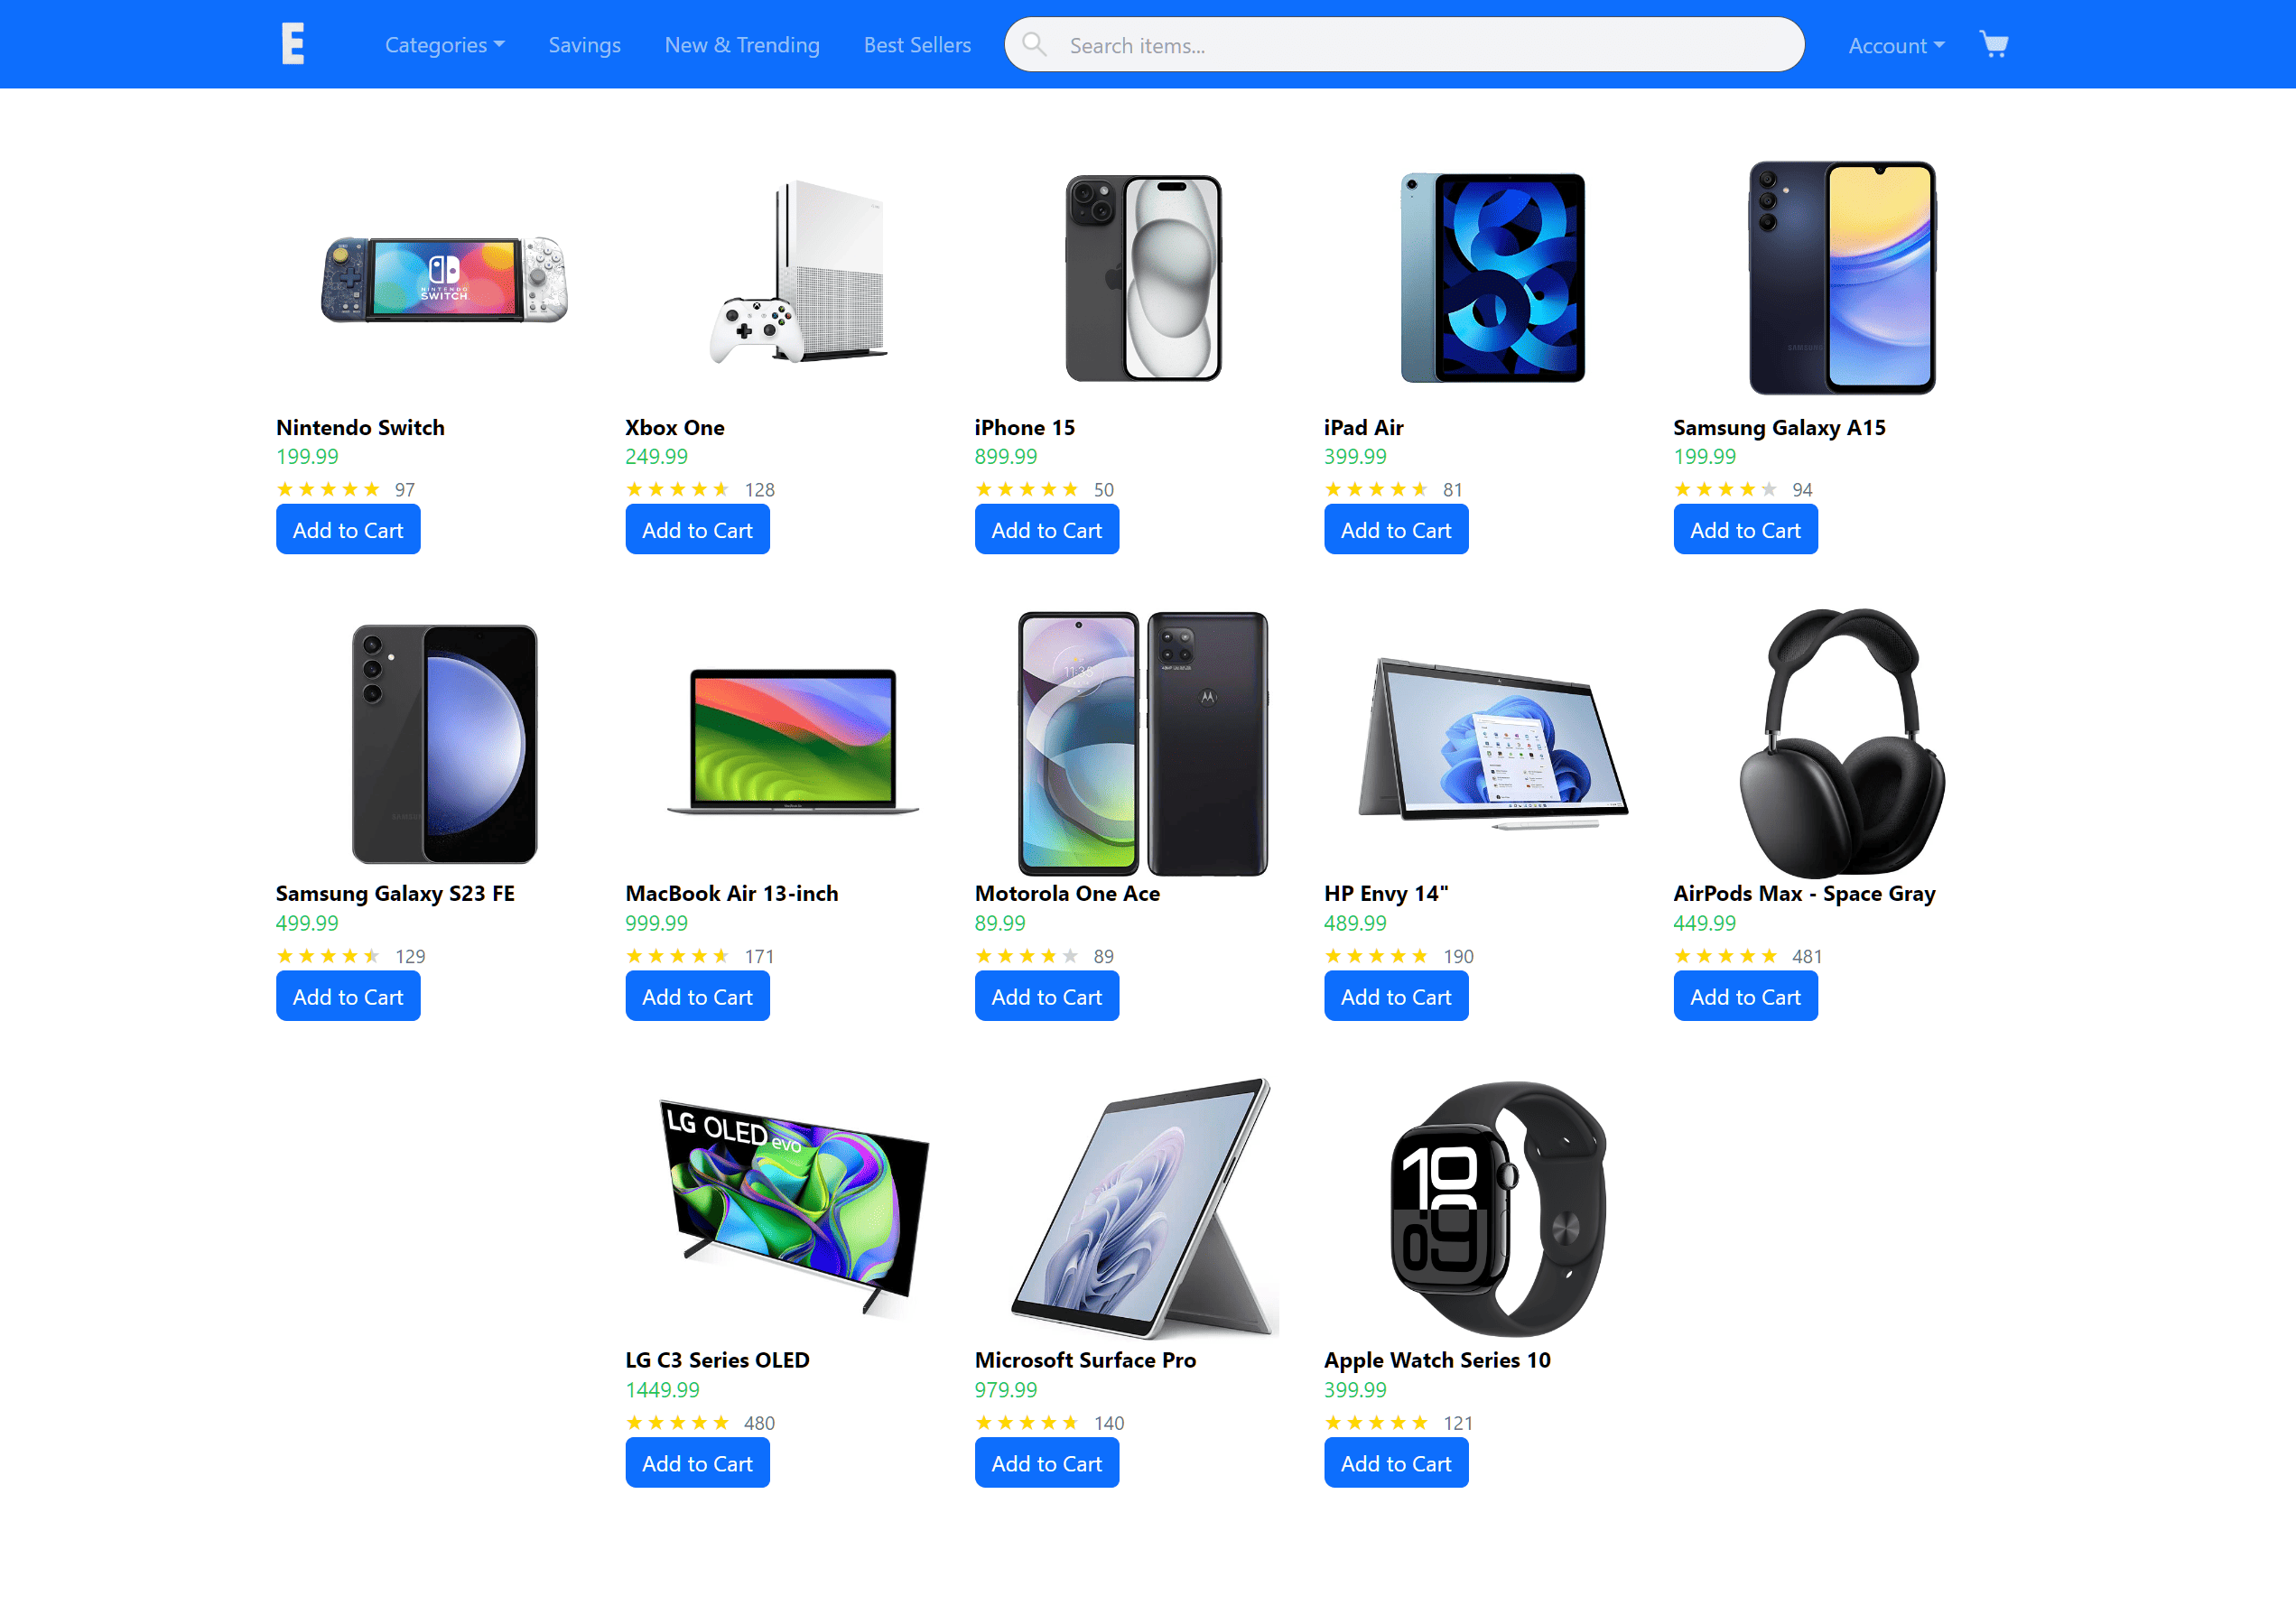 E
Categories
Savings
New & Trending
Best Sellers
Search items...
Account
NINTENDO
SWITCH
Nintendo Switch
199.99
97
Add to Cart
Xbox One
249.99
128
Add to Cart
iPhone 15
899.99
50
Add to Cart
iPad Air
399.99
81
Add to Cart
SAMSUNG
Samsung Galaxy A15
199.99
94
Add to Cart
Samsung Galaxy S23 FE
499.99
129
Add to Cart
MacBook Air 13-inch
999.99
171
Add to Cart
11:35
Motorola One Ace
89.99
89
Add to Cart
HP Envy 14"
489.99
190
Add to Cart
AirPods Max - Space Gray
449.99
481
Add to Cart
LG OLED evo
LG C3 Series OLED
1449.99
480
Add to Cart
Microsoft Surface Pro
979.99
140
Add to Cart
10
09
Apple Watch Series 10
399.99
121
Add to Cart